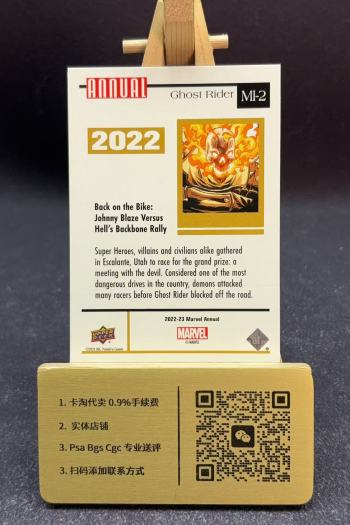 ANNUAL
Ghost Rider MI-2
2022
Back on the Bike:
Johnny Blaze Versus
Hell's Backbone Rally
Super Heroes, villains and civilians alike gathered
in Escalante, Utah to race for the grand prize: a
meeting with the devil. Considered one of the most
dangerous drives in the country, demons attacked
many racers before Ghost Rider blocked off the road.
2022-23 Marvel Annual
UPPER DECK
MARVEL
© MARVEL
1. 卡淘代卖 0.9%手续费
2. 实体店铺
3. Psa Bgs Cgc 专业送评
3. 扫码添加联系方式